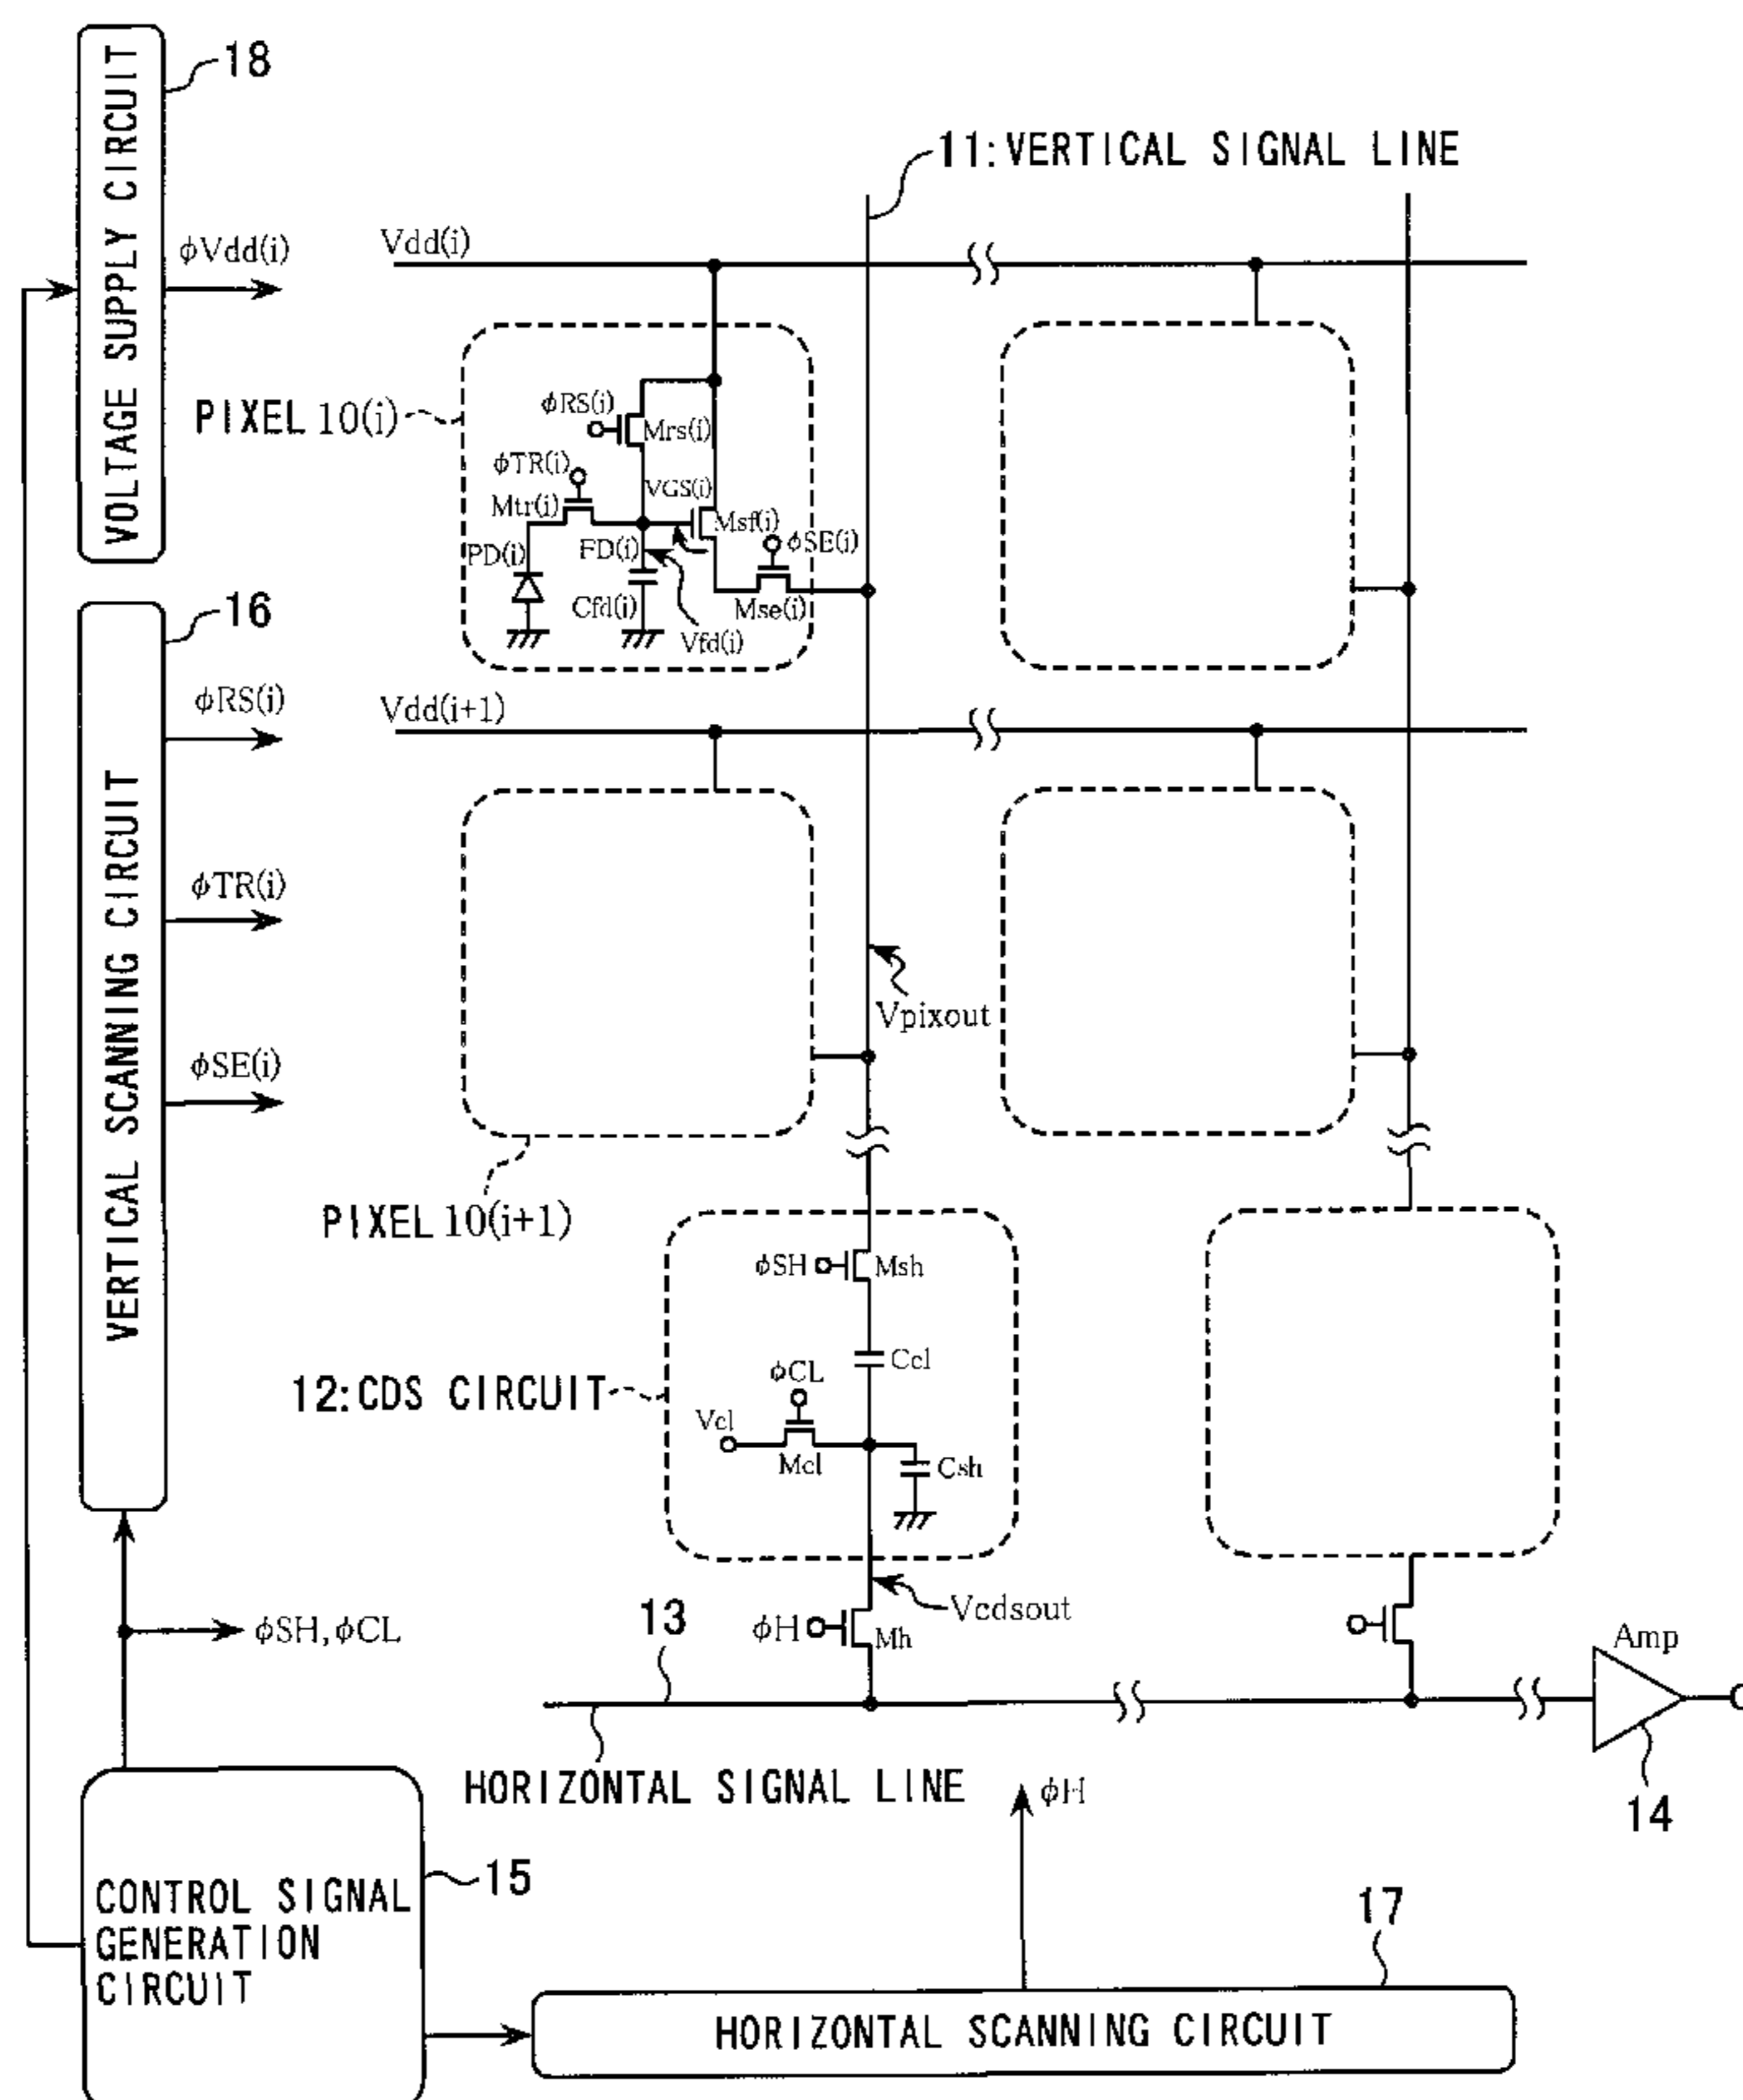 VOLTAGE SUPPLY CIRCUIT
18
11: VERTICAL SIGNAL LINE
ϕVdd(i)
Vdd(i)
PIXEL 10(i)
ϕRS(i)
Mrs(i)
ϕTR(i)
Mtr(i)
VGS(i)
Msf(i)
ϕSE(i)
PD(i)
FD(i)
Cfd(i)
Mse(i)
Vfd(i)
VERTICAL SCANNING CIRCUIT
16
ϕRS(i)
Vdd(i+1)
ϕTR(i)
Vpixout
ϕSE(i)
PIXEL 10(i+1)
ϕSH
Msh
Ccl
12: CDS CIRCUIT
ϕCL
Vcl
Mcl
Csh
Vcdsout
ϕSH, ϕCL
13
ϕH
Mh
Amp
HORIZONTAL SIGNAL LINE
ϕH
14
CONTROL SIGNAL
GENERATION
CIRCUIT
15
17
HORIZONTAL SCANNING CIRCUIT